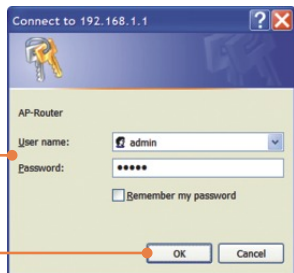 Connect to 192.168.1.1
AP-Router
User name: admin
Password: •••••
Remember my password
OK Cancel